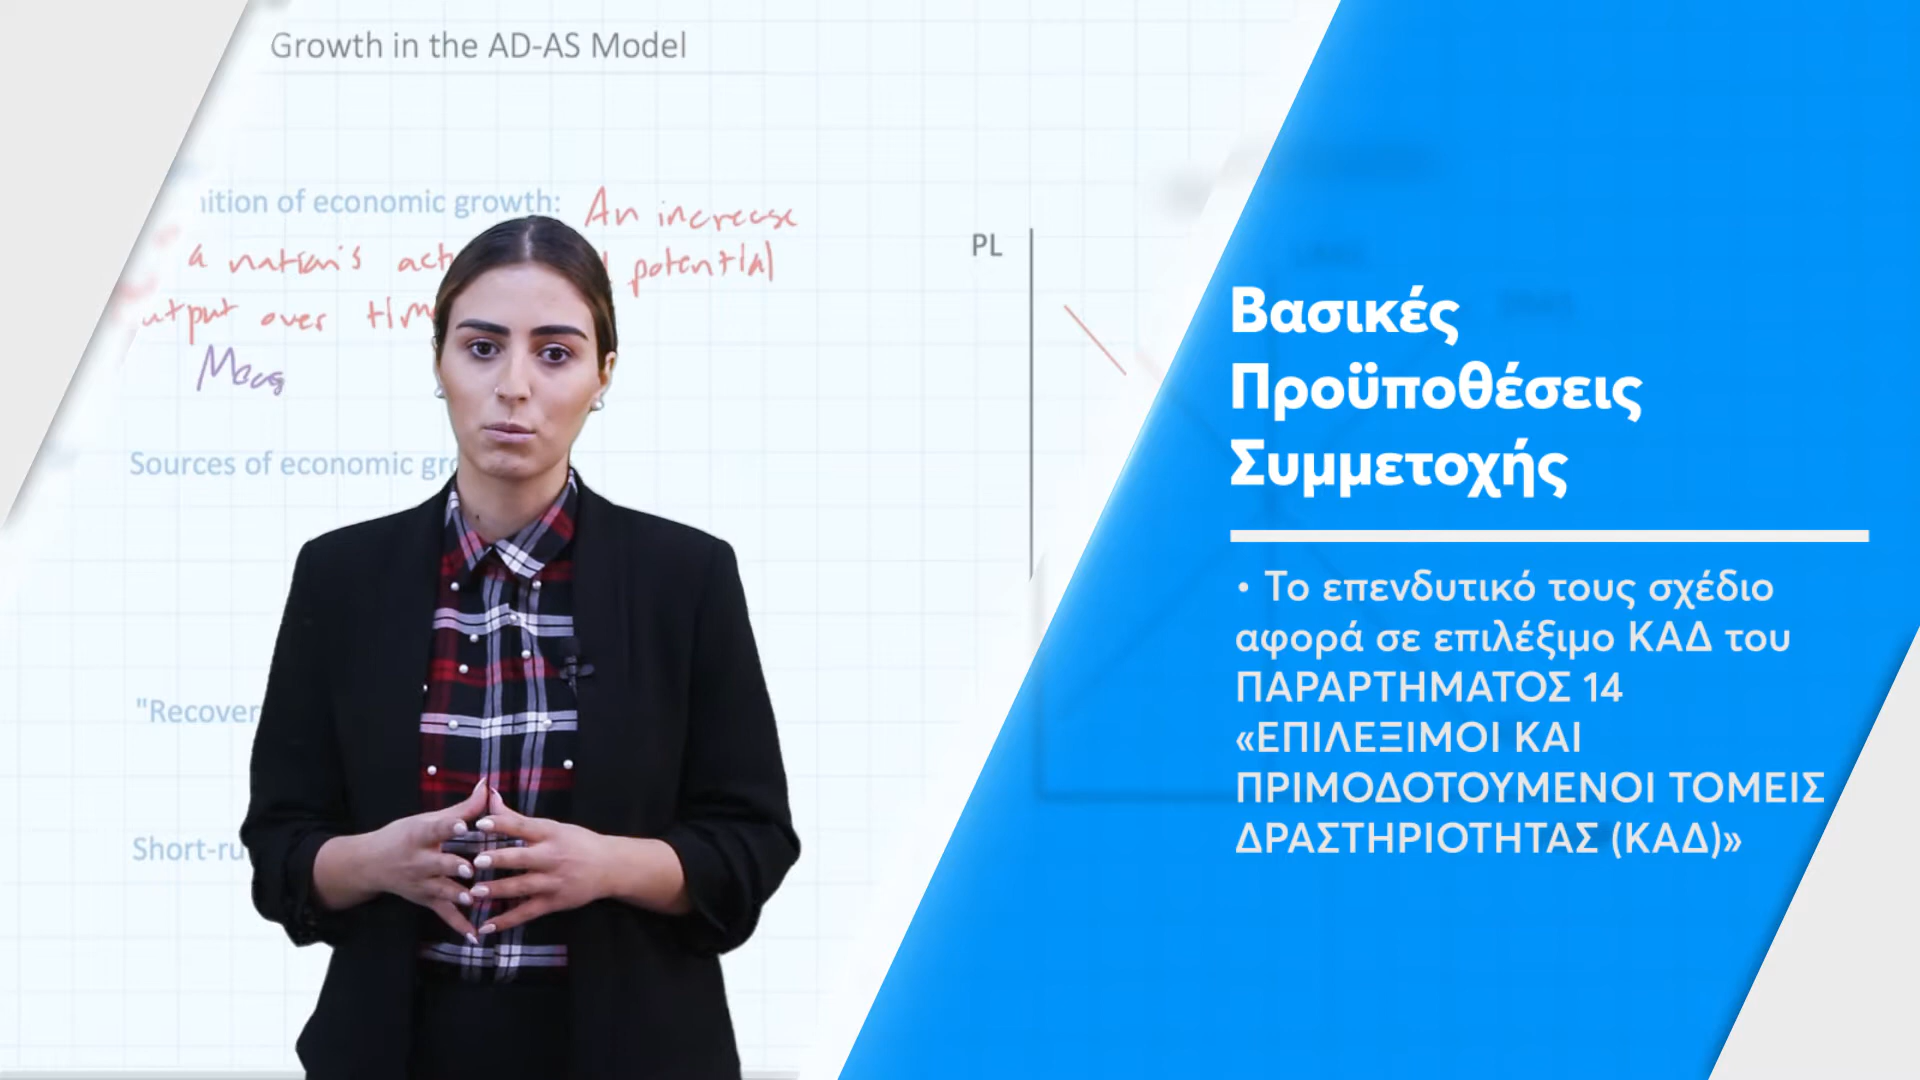 Growth in the AD-AS Model
nition of economic growth: An increase
a nation's potential
over
Sources of economic
PL
"Recover
Short-ru
Βασικές
Προϋποθέσεις
Συμμετοχής
• Το επενδυτικό τους σχέδιο
αφορά σε επιλέξιμο ΚΑΔ του
ΠΑΡΑΡΤΗΜΑΤΟΣ 14
«ΕΠΙΛΕΞΙΜΟΙ ΚΑΙ
ΠΡΙΜΟΔΟΤΟΥΜΕΝΟΙ ΤΟΜΕΙΣ
ΔΡΑΣΤΗΡΙΟΤΗΤΑΣ (ΚΑΔ)»